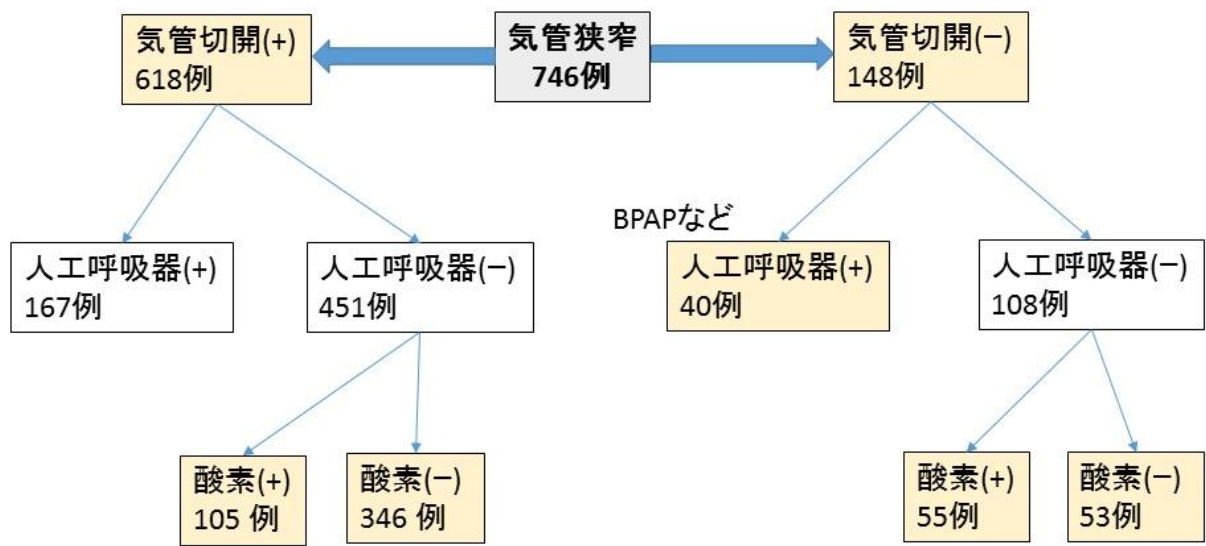 気管切開(+)
618例
気管狭窄
746例
気管切開(−)
148例
BPAPなど
人工呼吸器(+)
167例
人工呼吸器(−)
451例
人工呼吸器(+)
40例
人工呼吸器(−)
108例
酸素(+)
105 例
酸素(−)
346 例
酸素(+)
55例
酸素(−)
53例